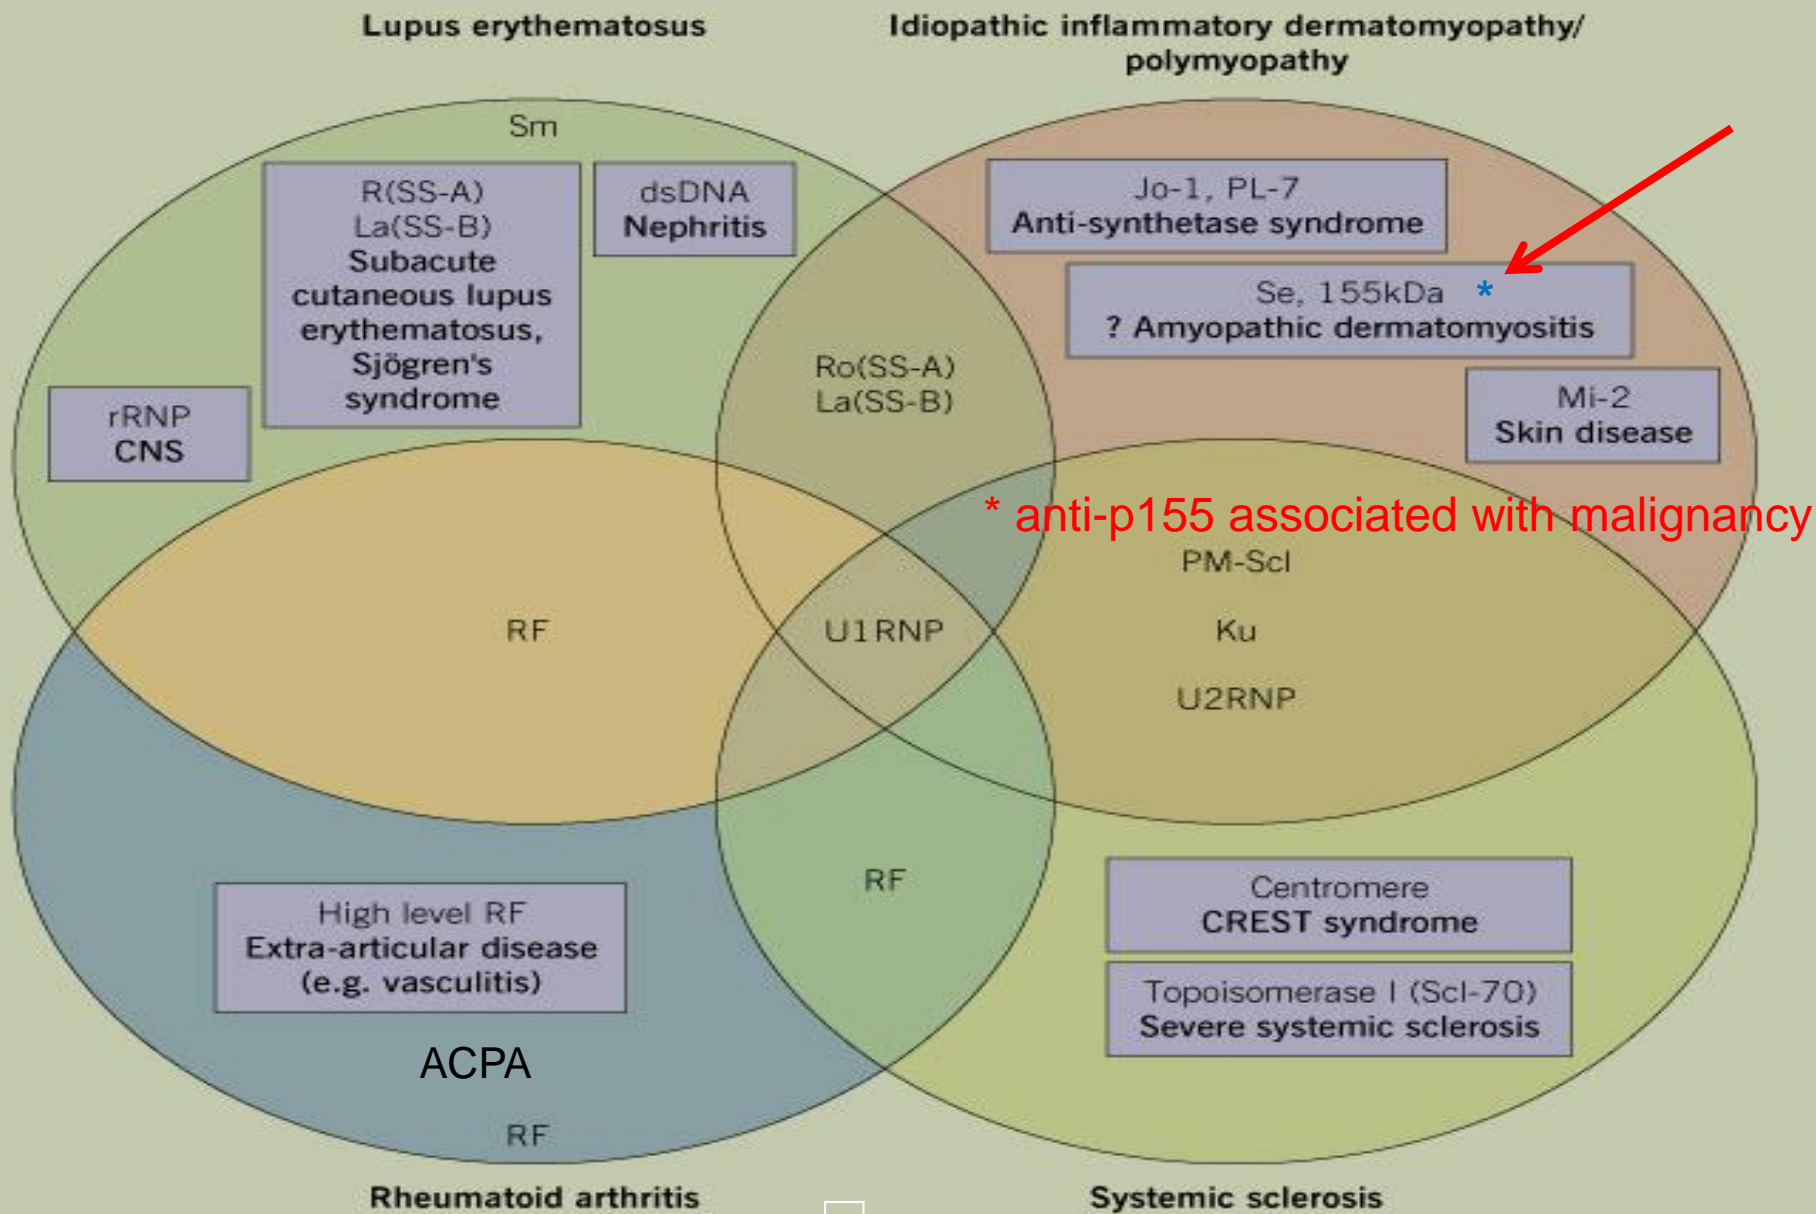 Lupus erythematosus
Idiopathic inflammatory dermatomyopathy/
polymyopathy
Sm
R(SS-A)
La(SS-B)
Subacute
cutaneous lupus
erythematosus,
Sjögren's
syndrome
dsDNA
Nephritis
rRNP
CNS
Jo-1, PL-7
Anti-synthetase syndrome
Se, 155kDa *
? Amyopathic dermatomyositis
Mi-2
Skin disease
Ro(SS-A)
La(SS-B)
* anti-p155 associated with malignancy
PM-Scl
Ku
U2RNP
RF
U1RNP
RF
High level RF
Extra-articular disease
(e.g. vasculitis)
ACPA
RF
Centromere
CREST syndrome
Topoisomerase I (Scl-70)
Severe systemic sclerosis
Rheumatoid arthritis
Systemic sclerosis